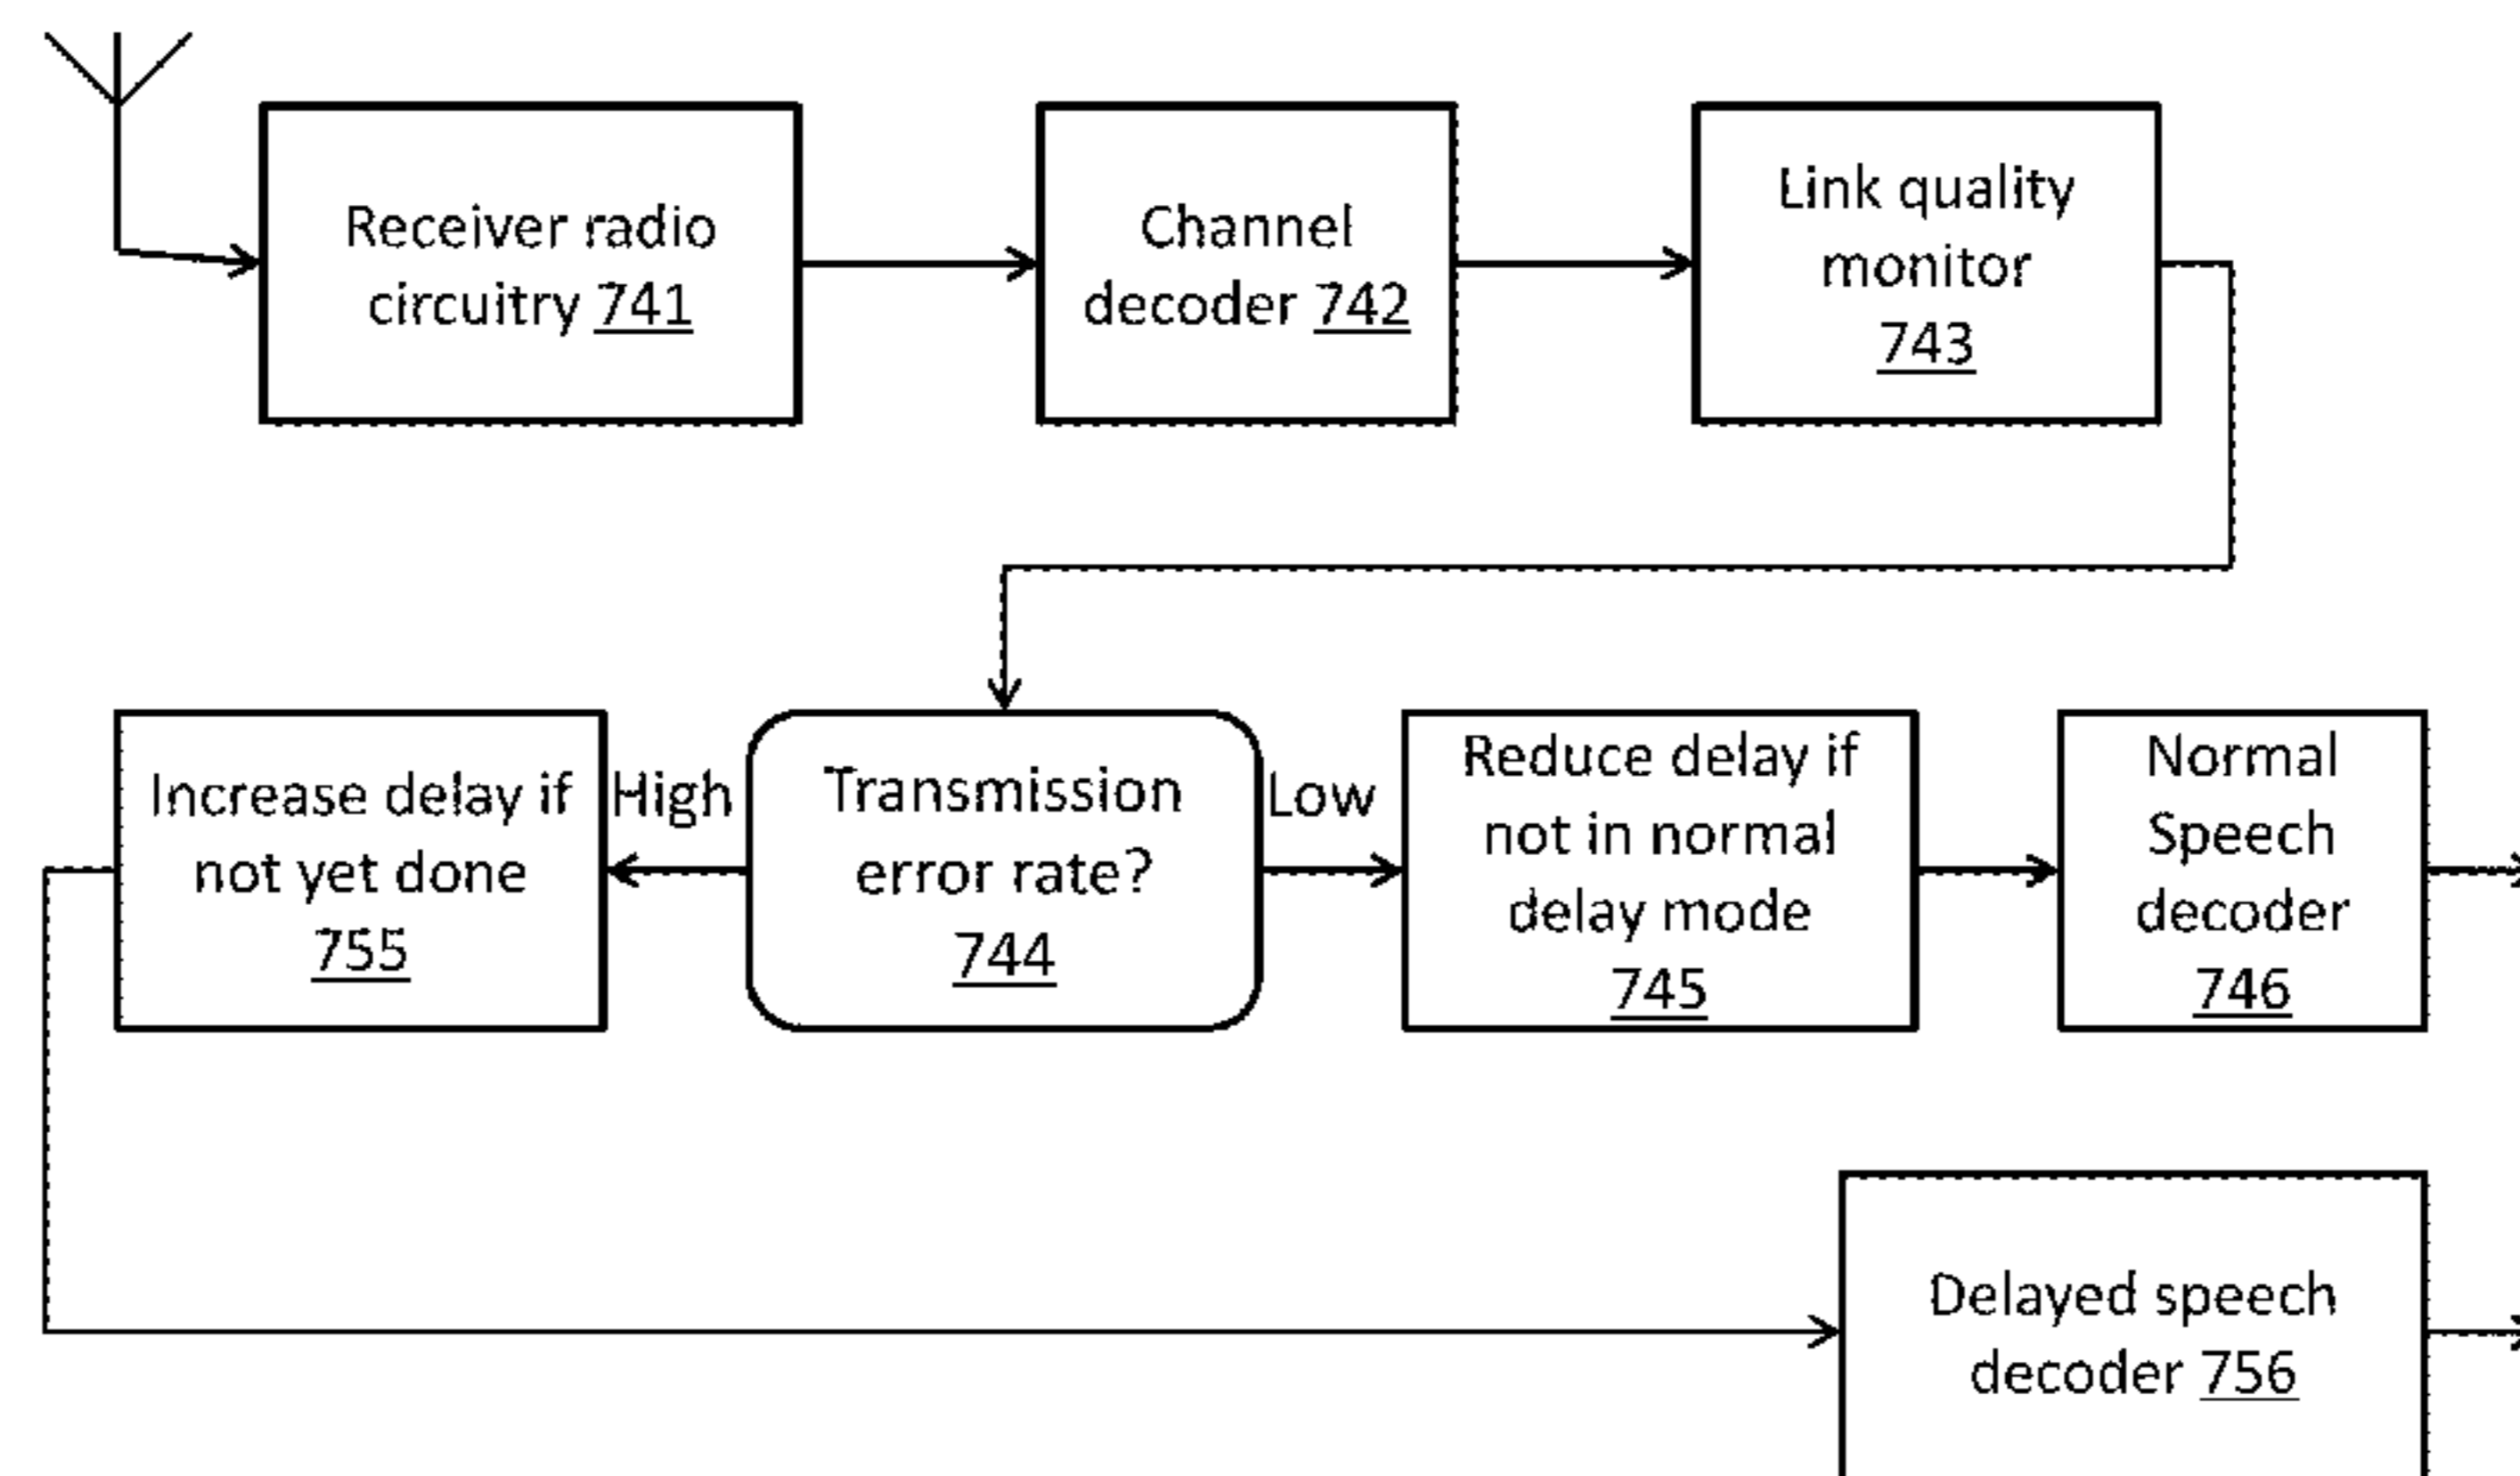 Receiver radio
circuitry 741
Channel
decoder 742
Link quality
monitor
743
Increase delay if
not yet done
755
High
Transmission
error rate?
744
Low
Reduce delay if
not in normal
delay mode
745
Normal
Speech
decoder
746
Delayed speech
decoder 756